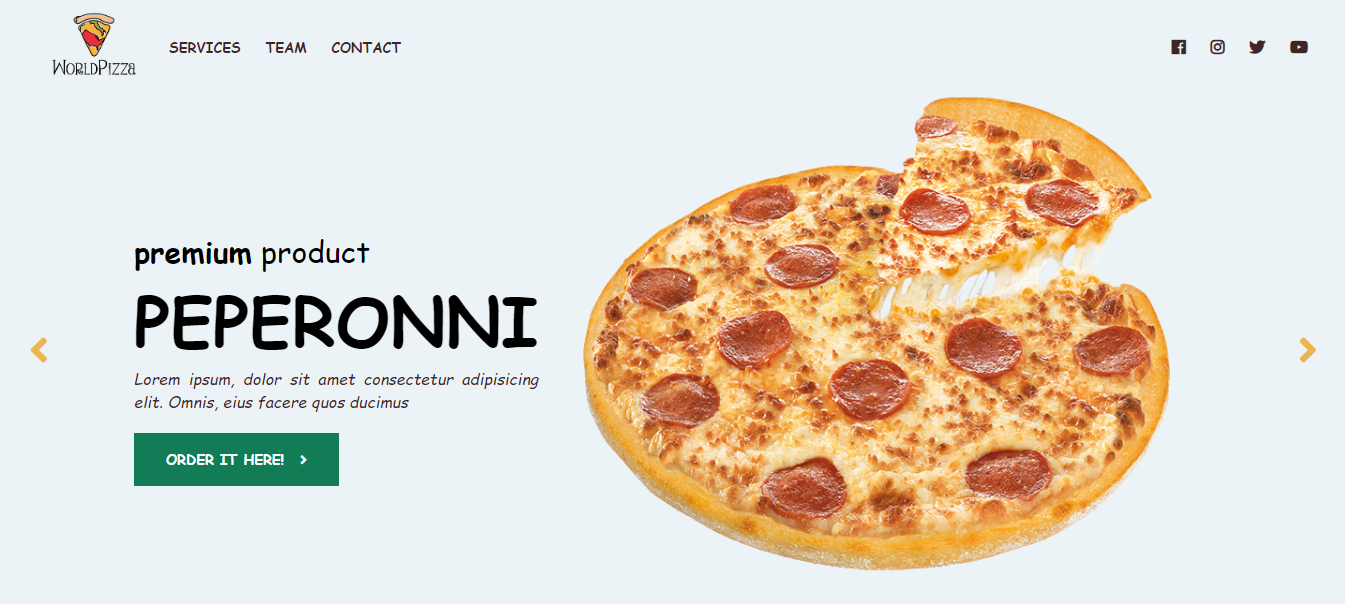 WORLDPIZZA
SERVICES TEAM CONTACT
premium product
PEPERONNI
Lorem ipsum, dolor sit amet consectetur adipisicing
elit. Omnis, eius facere quos ducimus
ORDER IT HERE!